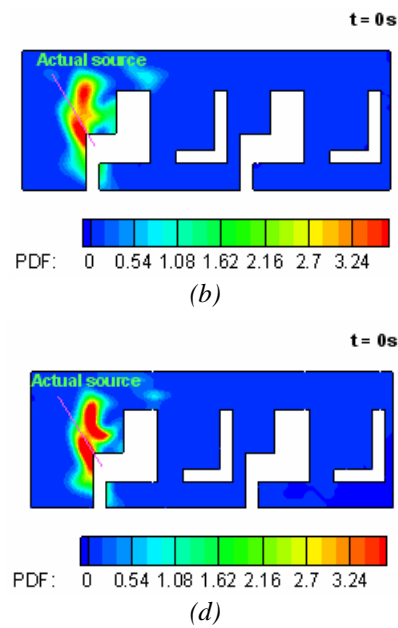 t = 0s
Actual source
PDF: 0 0.54 1.08 1.62 2.16 2.7 3.24
(b)
t = 0s
Actual source
PDF: 0 0.54 1.08 1.62 2.16 2.7 3.24
(d)